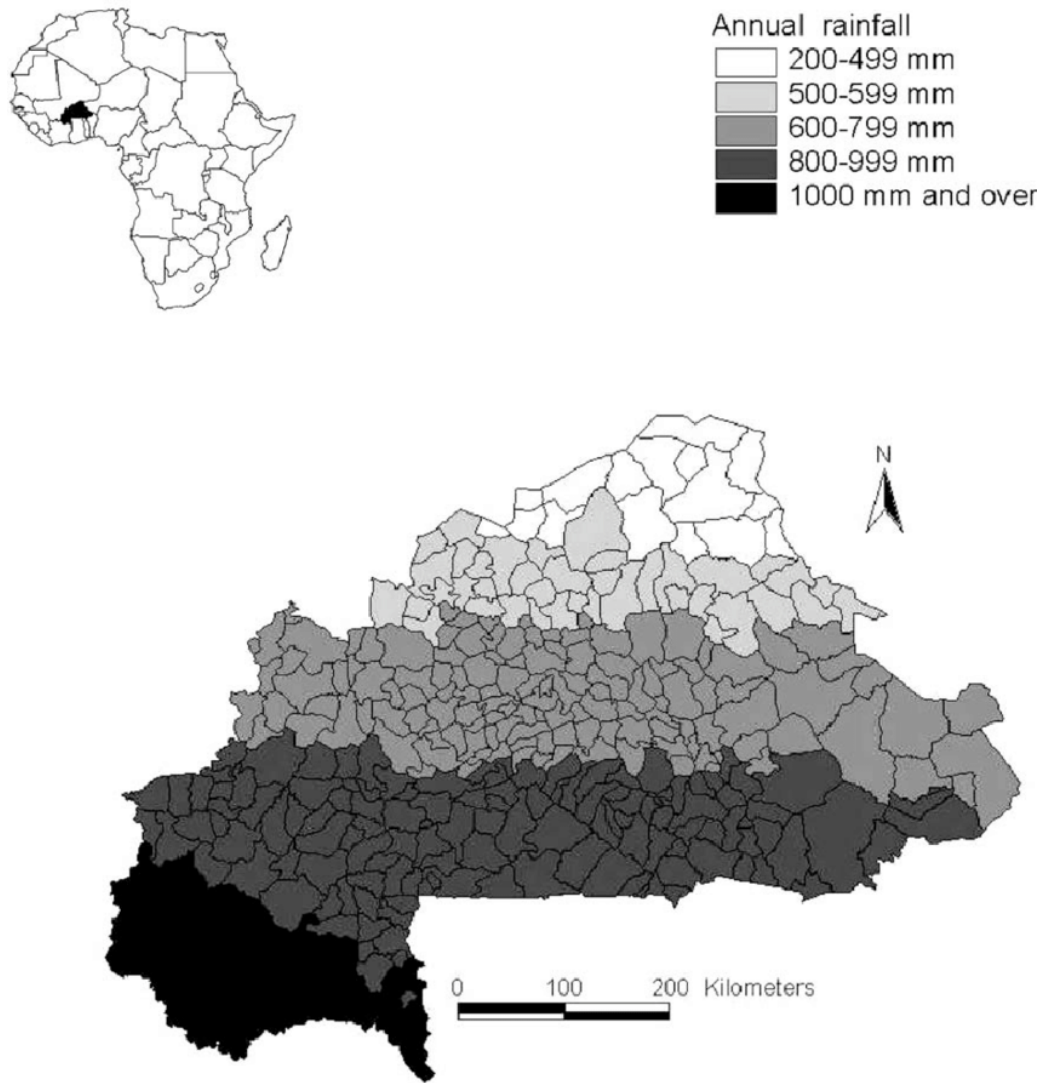 Annual rainfall
200-499 mm
500-599 mm
600-799 mm
800-999 mm
1000 mm and over
N
0 100 200 Kilometers